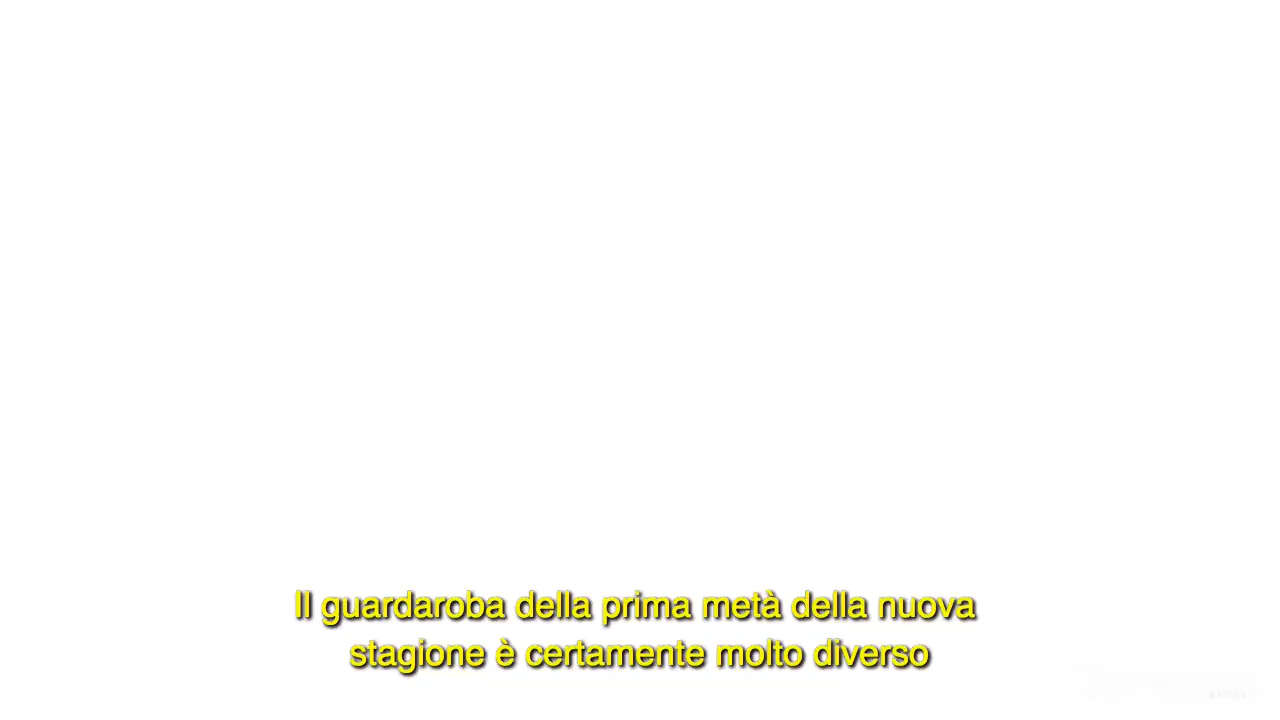 Il guardaroba della prima metà della nuova
stagione è certamente molto diverso